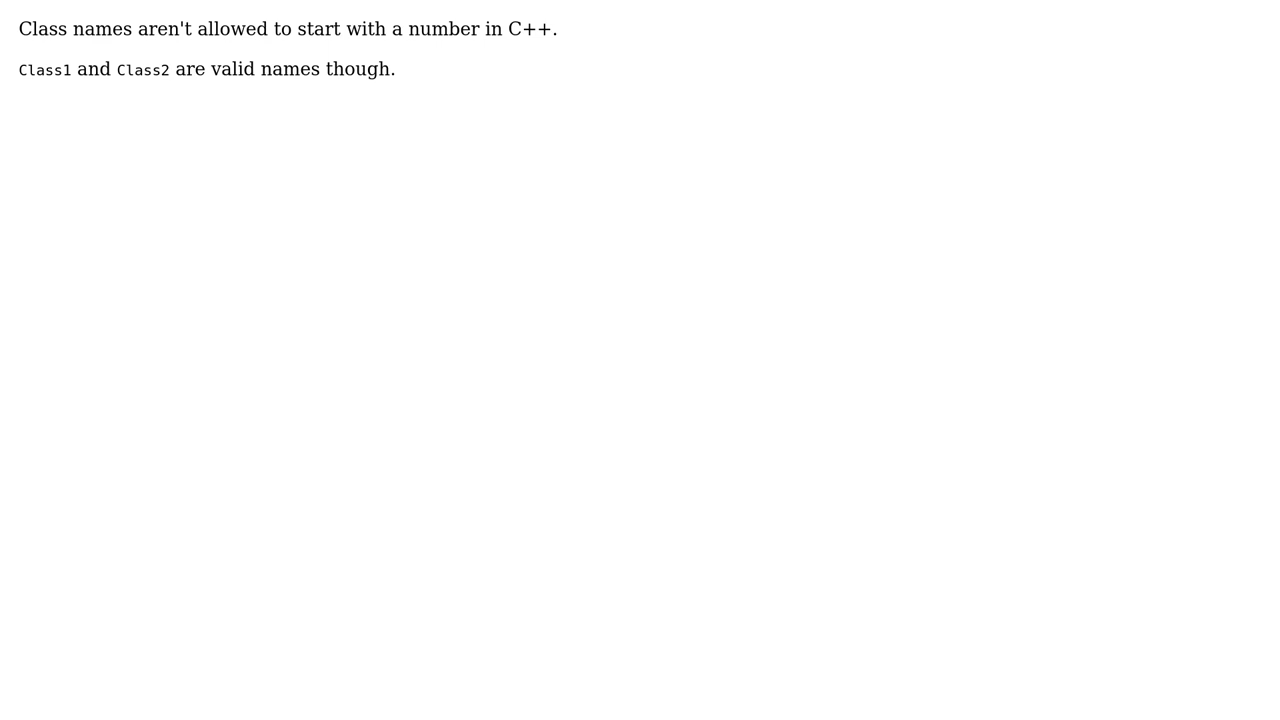 Class names aren't allowed to start with a number in C++.
Class1 and Class2 are valid names though.